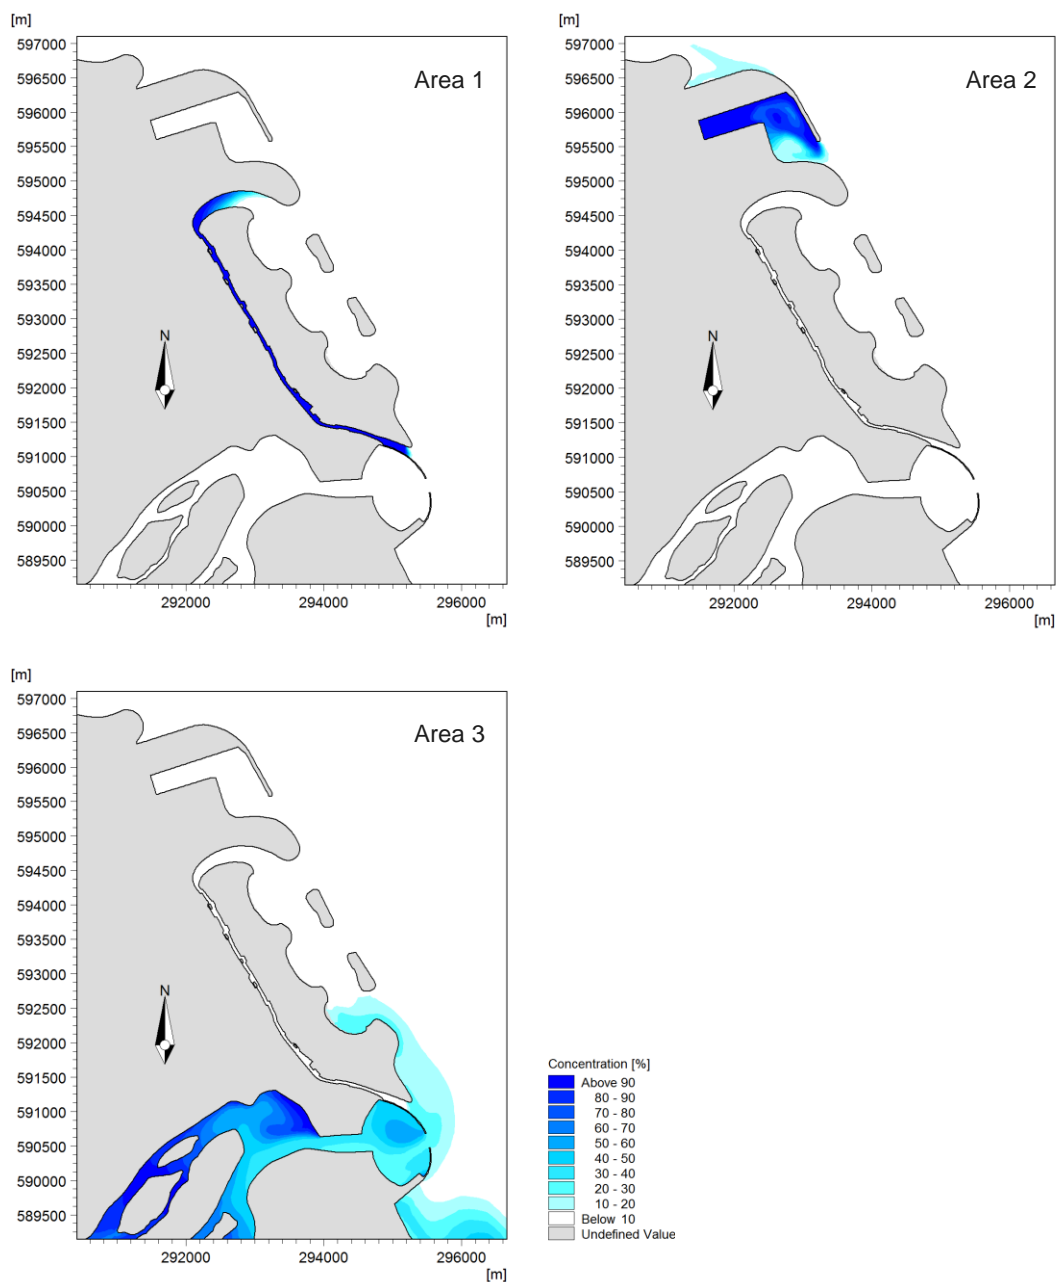 [m]
597000
596500
596000
595500
595000
594500
594000
593500
593000
592500
592000
591500
591000
590500
590000
589500
Area 1
N
292000 294000 296000
[m]
[m]
597000
596500
596000
595500
595000
594500
594000
593500
593000
592500
592000
591500
591000
590500
590000
589500
Area 2
N
292000 294000 296000
[m]
[m]
597000
596500
596000
595500
595000
594500
594000
593500
593000
592500
592000
591500
591000
590500
590000
589500
Area 3
N
292000 294000 296000
[m]
Concentration [%]
Above 90
80 - 90
70 - 80
60 - 70
50 - 60
40 - 50
30 - 40
20 - 30
10 - 20
Below 10
Undefined Value